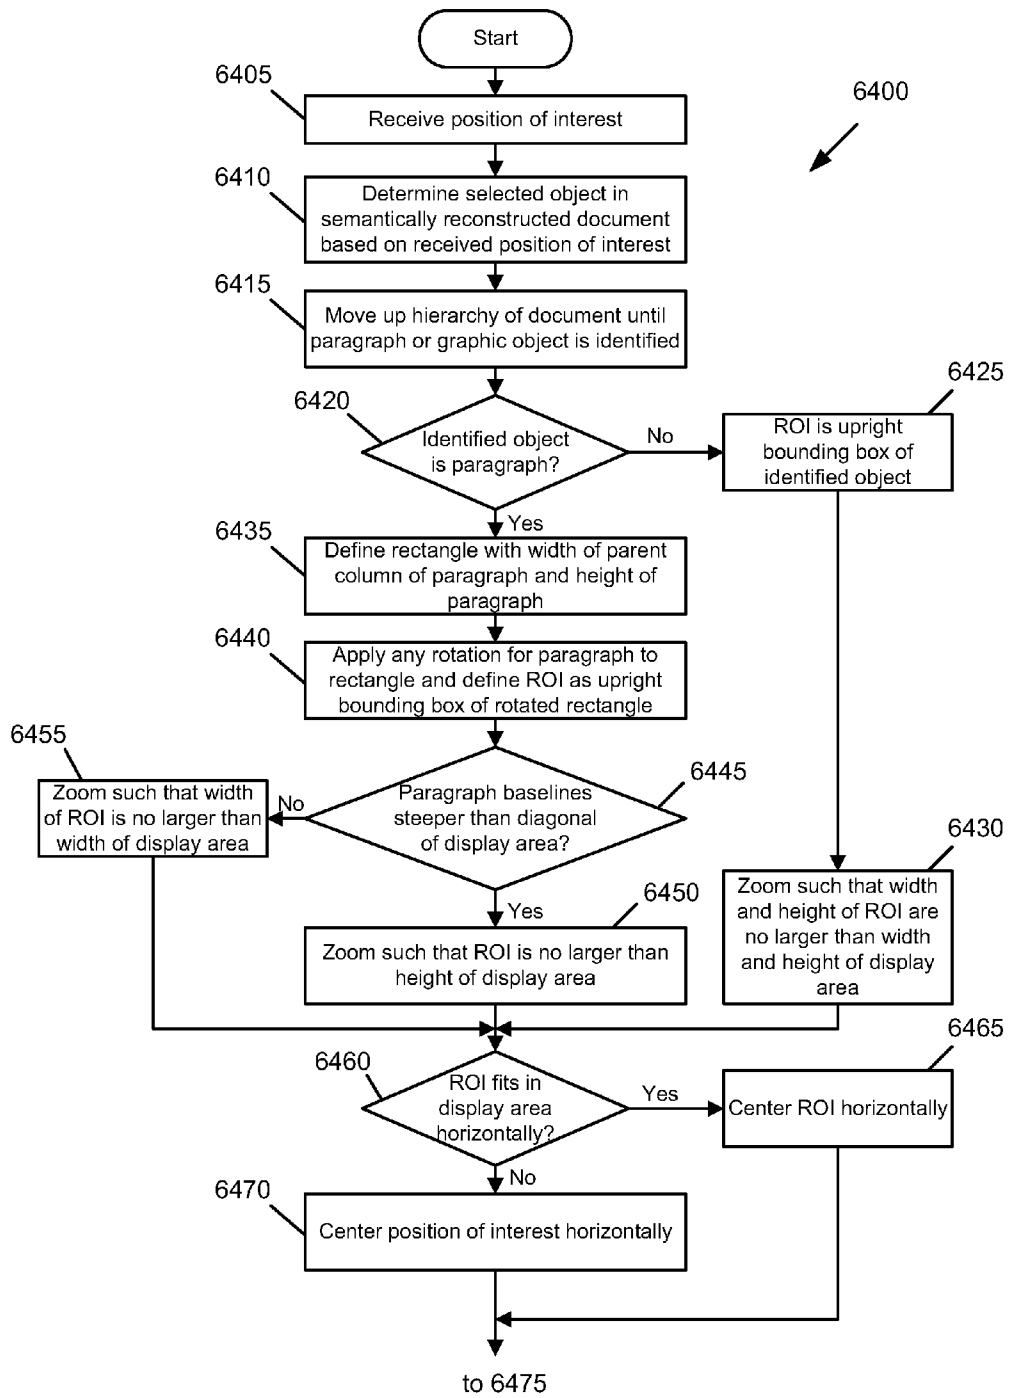 Start
6405
6400
Receive position of interest
6410
Determine selected object in
semantically reconstructed document
based on received position of interest
6415
Move up hierarchy of document until
paragraph or graphic object is identified
6425
6420
Identified object
is paragraph?
No
ROI is upright
bounding box of
identified object
Yes
6435
Define rectangle with width of parent
column of paragraph and height of
paragraph
6440
Apply any rotation for paragraph to
rectangle and define ROI as upright
bounding box of rotated rectangle
6455
6445
Zoom such that width
of ROI is no larger than
width of display area
No
Paragraph baselines
steeper than diagonal
of display area?
6430
Zoom such that width
and height of ROI are
no larger than width
and height of display
area
Yes
6450
Zoom such that ROI is no larger than
height of display area
6465
6460
ROI fits in
display area
horizontally?
Yes
Center ROI horizontally
No
6470
Center position of interest horizontally
to 6475